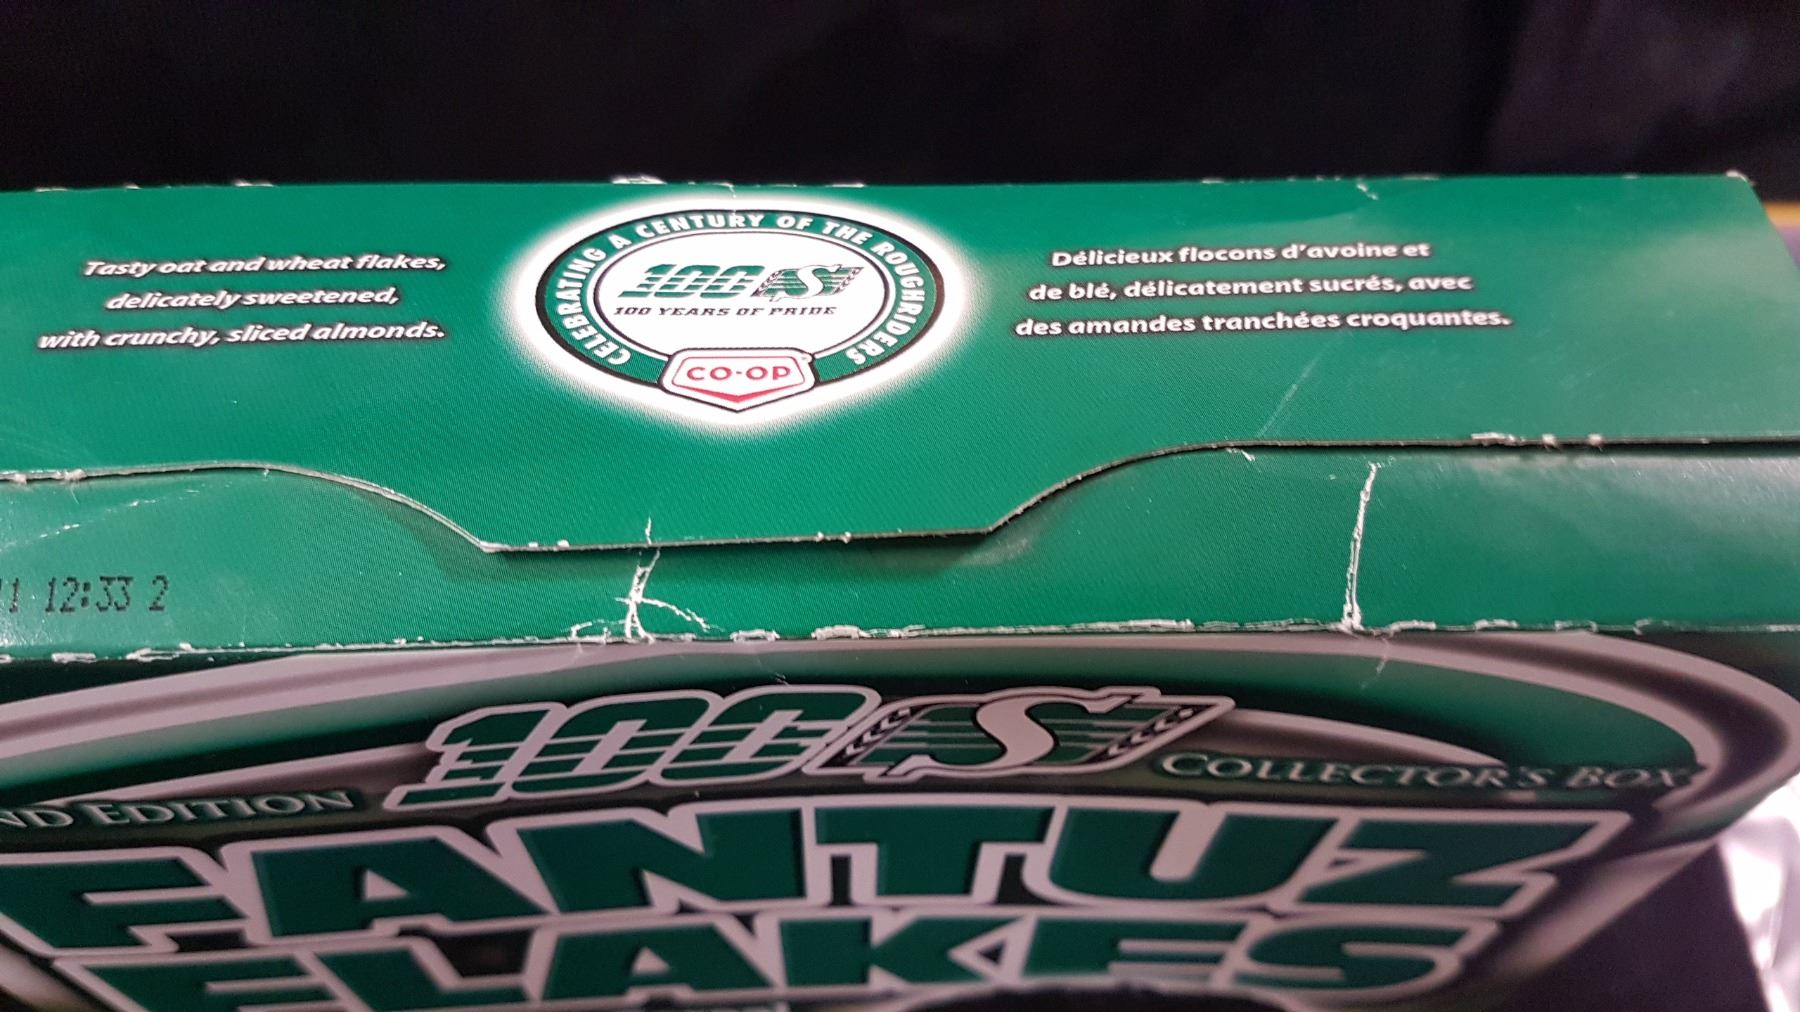 Tasty oat and wheat flakes,
delicately sweetened,
with crunchy, sliced almonds.
CELEBRATING A CENTURY OF THE ROUGHRIDERS
100 S
100 YEARS OF PRIDE
CO-OP
Délicieux flocons d'avoine et
de blé, délicatement sucrés, avec
des amandes tranchées croquantes.
1 12:33 2
100 S
ND EDITION
COLLECTOR'S BOX
FANTUZ
FLAKES